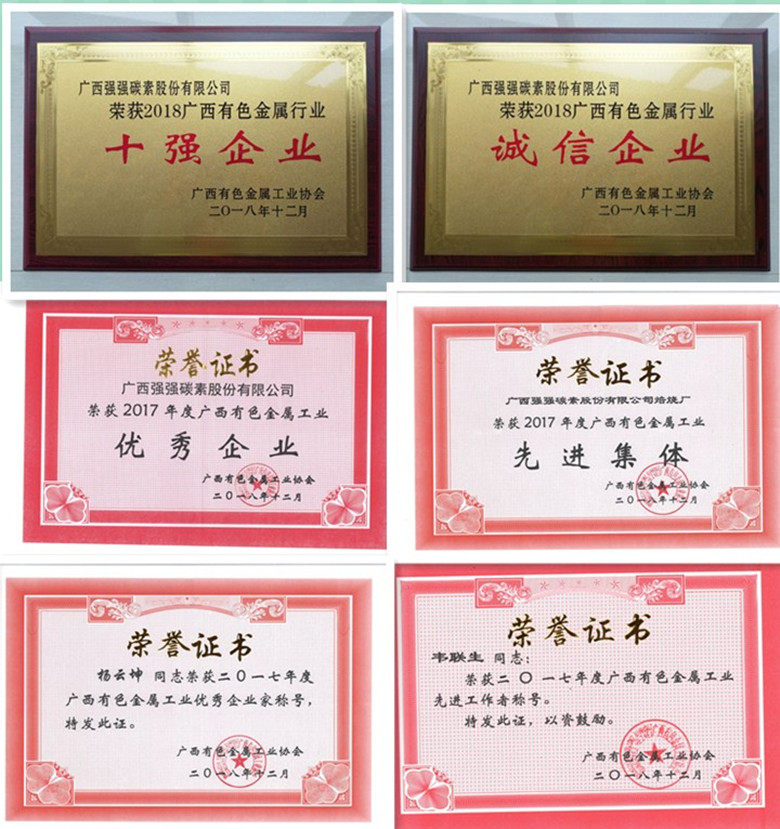 广西强强碳素股份有限公司
荣获2018广西有色金属行业
十强企业
广西有色金属工业协会
二〇一八年十二月
广西强强碳素股份有限公司
荣获2018广西有色金属行业
诚信企业
广西有色金属工业协会
二〇一八年十二月
荣誉证书
广西强强碳素股份有限公司
荣获2017年度广西有色金属工业
优秀企业
广西有色金属工业协会
二〇一八年十二月
荣誉证书
广西强强碳素股份有限公司焙烧厂
荣获2017年度广西有色金属工业
先进集体
广西有色金属工业协会
二〇一八年十二月
荣誉证书
杨云坤 同志荣获二〇一七年度
广西有色金属工业优秀企业家称号，
特发此证。
广西有色金属工业协会
二〇一八年十二月
荣誉证书
韦联生 同志：
荣获二〇一七年度广西有色金属工业
先进工作者称号。
特发此证，以资鼓励。
广西有色金属工业协会
二〇一八年十二月